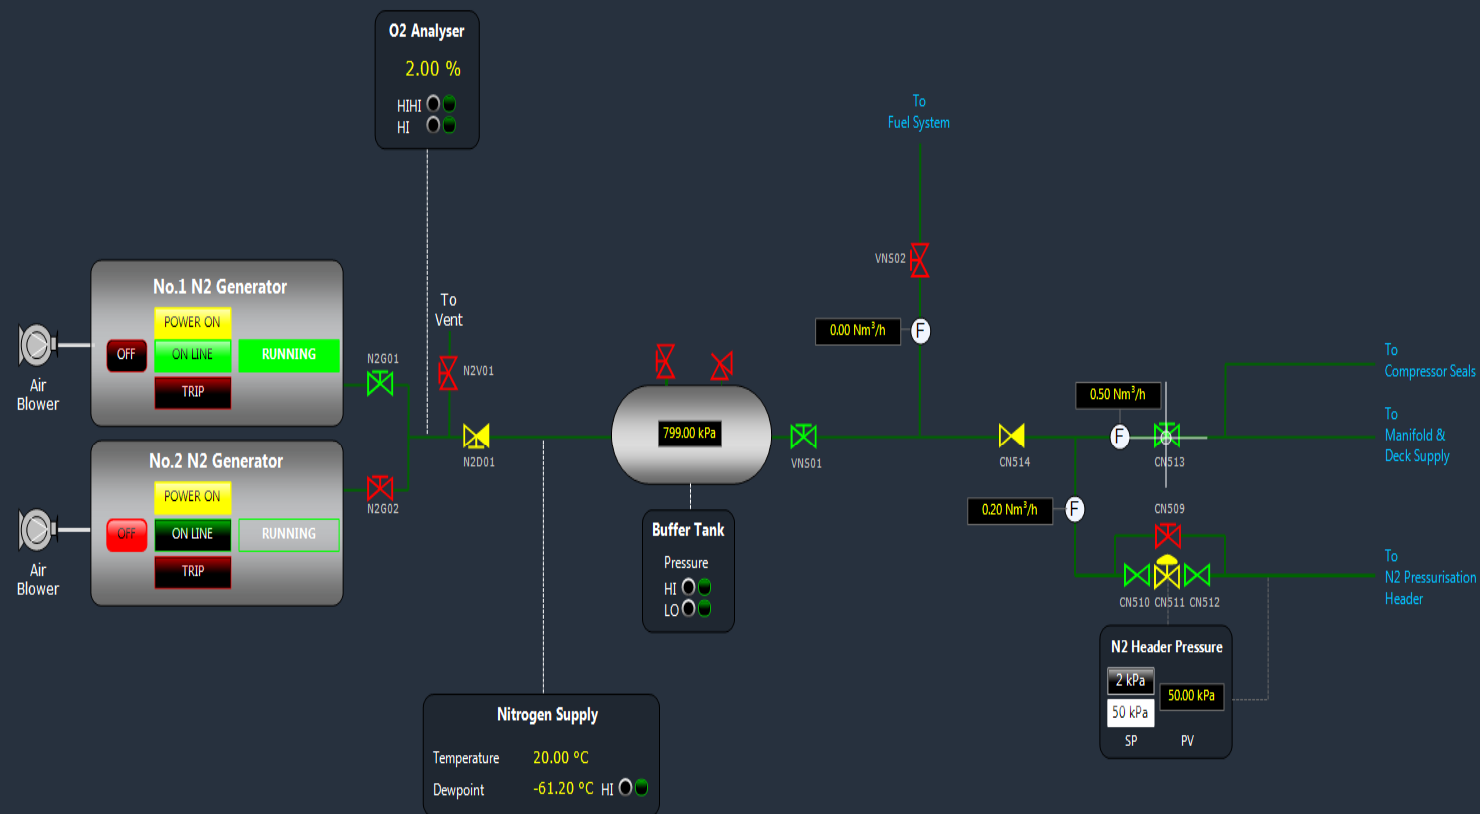 O2 Analyser
2.00 %
HIHI
HI
To
Fuel System
VNS02
0.00 Nm³/h
No.1 N2 Generator
POWER ON
OFF
ON LINE
RUNNING
TRIP
Air
Blower
N2G01
To
Vent
N2V01
N2D01
799.00 kPa
VNS01
CN514
0.50 Nm³/h
F
F
CN513
To
Compressor Seals
To
Manifold &
Deck Supply
No.2 N2 Generator
POWER ON
OFF
ON LINE
RUNNING
TRIP
Air
Blower
N2G02
Buffer Tank
Pressure
HI
LO
0.20 Nm³/h
F
CN509
CN510 CN511 CN512
To
N2 Pressurisation
Header
N2 Header Pressure
2 kPa
50 kPa
50.00 kPa
SP PV
Nitrogen Supply
Temperature 20.00 ºC
Dewpoint -61.20 ºC HI